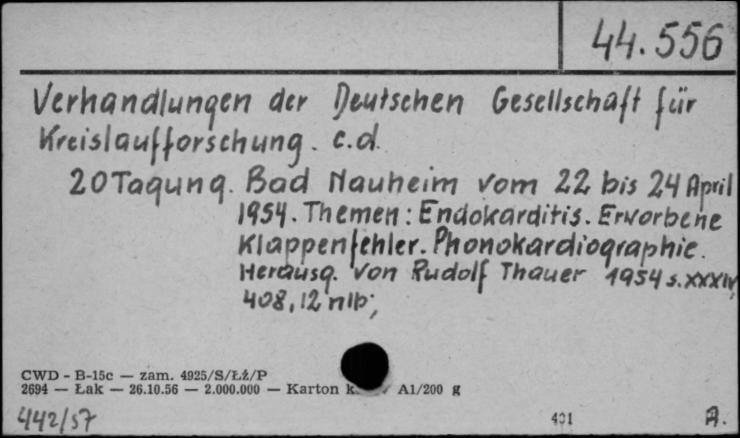 44.556
Verhandlungen der Deutschen Gesellschaft für
Kreislaufforschung. c.d.
20 Tagung. Bad Nauheim vom 22 bis 24 April
1954. Themen: Endokarditis. Erworbene
Klappenfehler. Phonokardiographie.
Herausg. von Rudolf Thauer 1954 s. XXXIV,
408, 12 nlb;
CWD - B-15c — zam. 4925/S/ŁŻ/P
2694 — Łak — 26.10.56 — 2.000.000 — Karton A1/200 g
442/57
401
A.